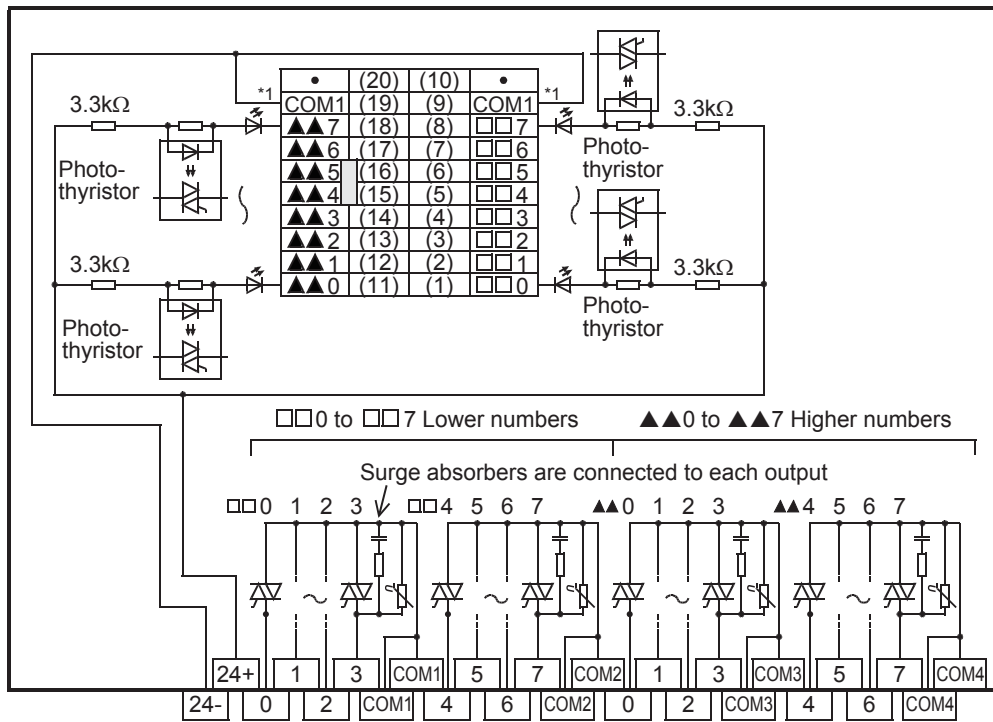 • (20) (10) •
*1 COM1 (19) (9) COM1 *1
3.3kΩ ▲▲7 (18) (8) □□7 3.3kΩ
▲▲6 (17) (7) □□6
Photo-
thyristor
▲▲5 (16) (6) □□5
Photo-
thyristor
▲▲4 (15) (5) □□4
▲▲3 (14) (4) □□3
▲▲2 (13) (3) □□2
3.3kΩ ▲▲1 (12) (2) □□1 3.3kΩ
▲▲0 (11) (1) □□0
Photo-
thyristor
Photo-
thyristor
□□0 to □□7 Lower numbers ▲▲0 to ▲▲7 Higher numbers
Surge absorbers are connected to each output
□□0 1 2 3 □□4 5 6 7 ▲▲0 1 2 3 ▲▲4 5 6 7
24+ 1 3 COM1 5 7 COM2 1 3 COM3 5 7 COM4
24- 0 2 COM1 4 6 COM2 0 2 COM3 4 6 COM4